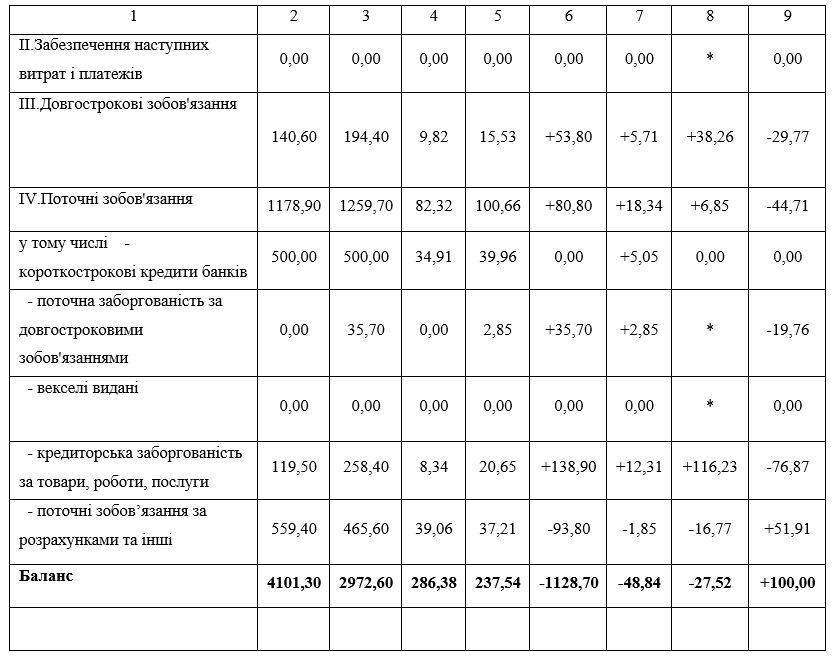 1 2 3 4 5 6 7 8 9
ІІ.Забезпечення наступних
витрат і платежів
0,00 0,00 0,00 0,00 0,00 0,00 * 0,00
ІІІ.Довгострокові зобов'язання
140,60 194,40 9,82 15,53 +53,80 +5,71 +38,26 -29,77
ІV.Поточні зобов'язання
1178,90 1259,70 82,32 100,66 +80,80 +18,34 +6,85 -44,71
у тому числі -
короткострокові кредити банків
500,00 500,00 34,91 39,96 0,00 +5,05 0,00 0,00
- поточна заборгованість за
довгостроковими
зобов'язаннями
0,00 35,70 0,00 2,85 +35,70 +2,85 * -19,76
- векселі видані
0,00 0,00 0,00 0,00 0,00 0,00 * 0,00
- кредиторська заборгованість
за товари, роботи, послуги
119,50 258,40 8,34 20,65 +138,90 +12,31 +116,23 -76,87
- поточні зобов’язання за
розрахунками та інші
559,40 465,60 39,06 37,21 -93,80 -1,85 -16,77 +51,91
Баланс
4101,30 2972,60 286,38 237,54 -1128,70 -48,84 -27,52 +100,00